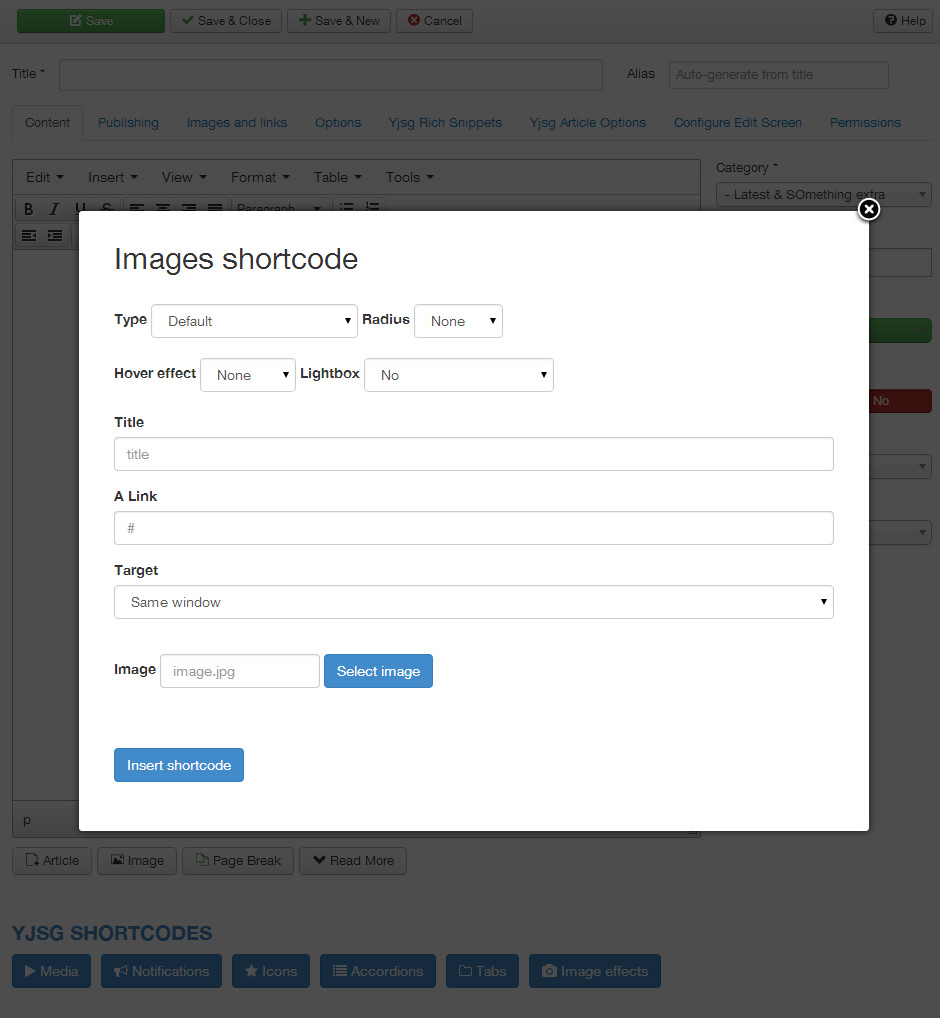 Save Save & Close Save & New Cancel Help
Title * Alias Auto-generate from title
Content Publishing Images and links Options Yjsg Rich Snippets Yjsg Article Options Configure Edit Screen Permissions
Edit Insert View Format Table Tools
Category *
- Latest & SOmething extra
B I U S Paragraph
Images shortcode
Type Default Radius None
Hover effect None Lightbox No
No
Title
title
A Link
#
Target
Same window
Image image.jpg Select image
Insert shortcode
p
Article Image Page Break Read More
YJSG SHORTCODES
Media Notifications Icons Accordions Tabs Image effects